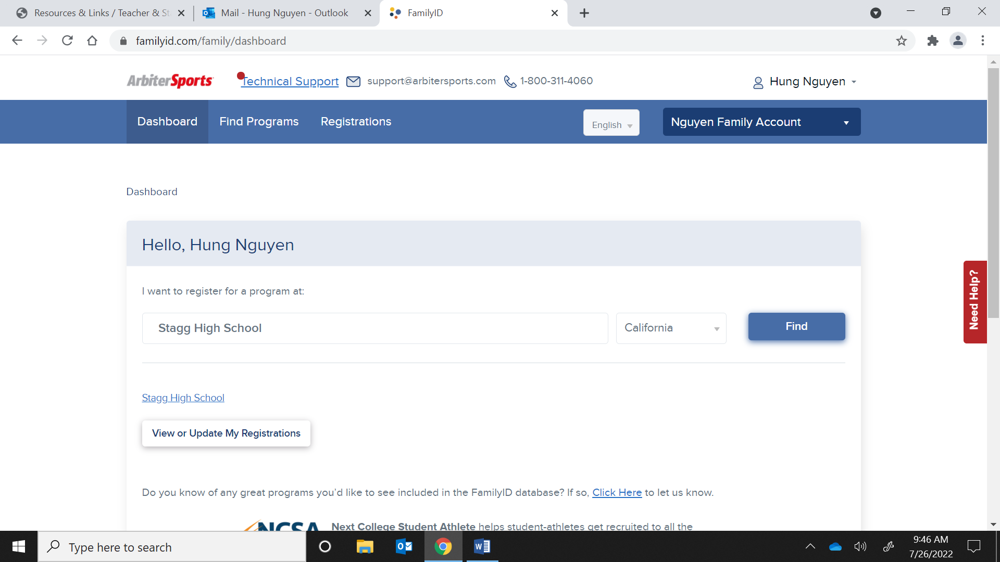 Resources & Links / Teacher & St
Mail - Hung Nguyen - Outlook
FamilyID
familyid.com/family/dashboard
ArbiterSports
Technical Support
support@arbitersports.com
1-800-311-4060
Hung Nguyen
Dashboard
Find Programs
Registrations
English
Nguyen Family Account
Dashboard
Hello, Hung Nguyen
I want to register for a program at:
Stagg High School
California
Find
Need Help?
Stagg High School
View or Update My Registrations
Do you know of any great programs you'd like to see included in the FamilyID database? If so, Click Here to let us know.
NCSA
Next College Student Athlete helps student-athletes get recruited to all the
Type here to search
9:46 AM
7/26/2022